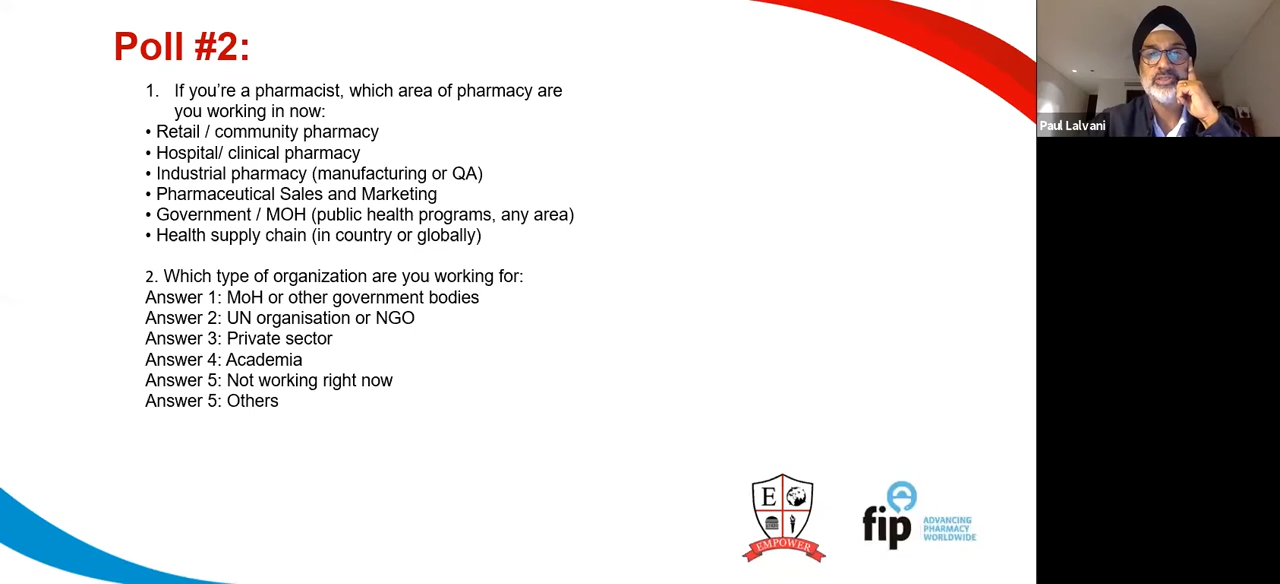 Poll #2:
1. If you’re a pharmacist, which area of pharmacy are
you working in now:
• Retail / community pharmacy
• Hospital/ clinical pharmacy
• Industrial pharmacy (manufacturing or QA)
• Pharmaceutical Sales and Marketing
• Government / MOH (public health programs, any area)
• Health supply chain (in country or globally)
2. Which type of organization are you working for:
Answer 1: MoH or other government bodies
Answer 2: UN organisation or NGO
Answer 3: Private sector
Answer 4: Academia
Answer 5: Not working right now
Answer 5: Others
E
EMPOWER
fip
ADVANCING
PHARMACY
WORLDWIDE
Paul Lalvani